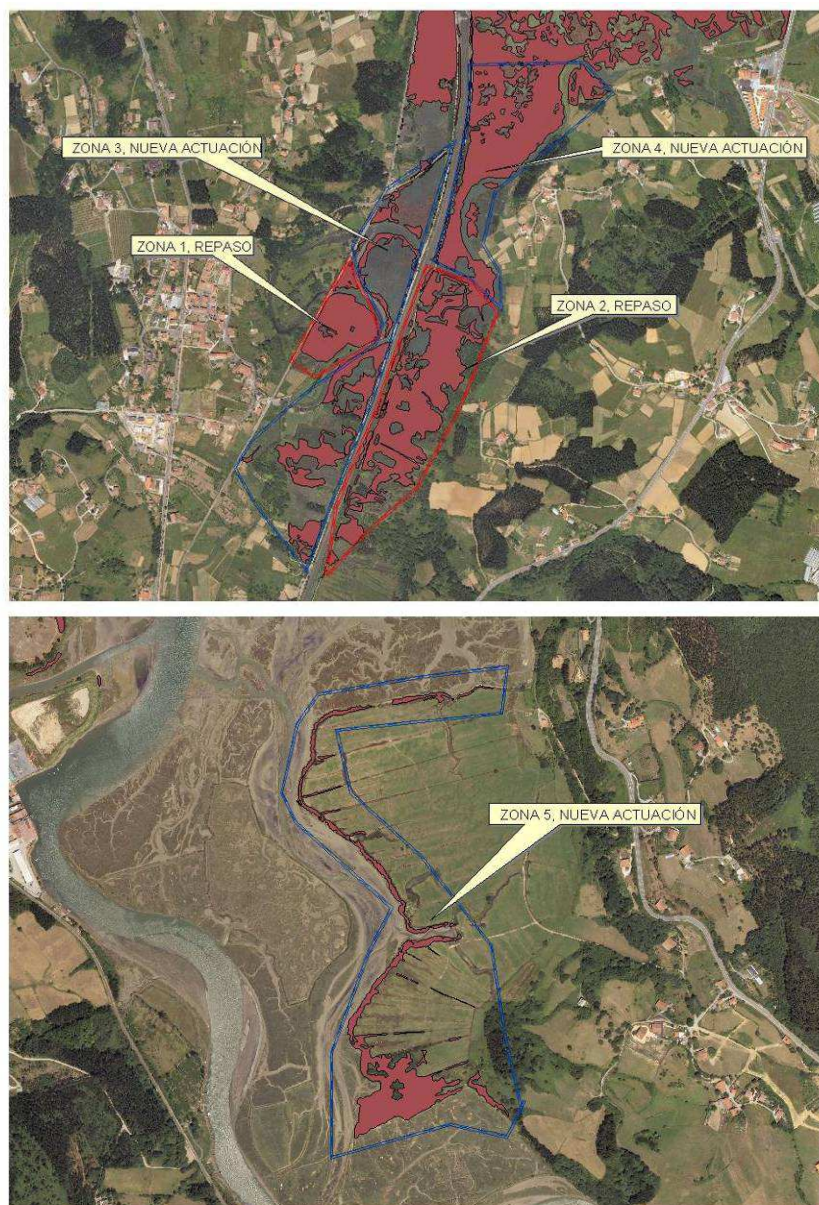 ZONA 3, NUEVA ACTUACIÓN
ZONA 4, NUEVA ACTUACIÓN
ZONA 1, REPASO
ZONA 2, REPASO
ZONA 5, NUEVA ACTUACIÓN